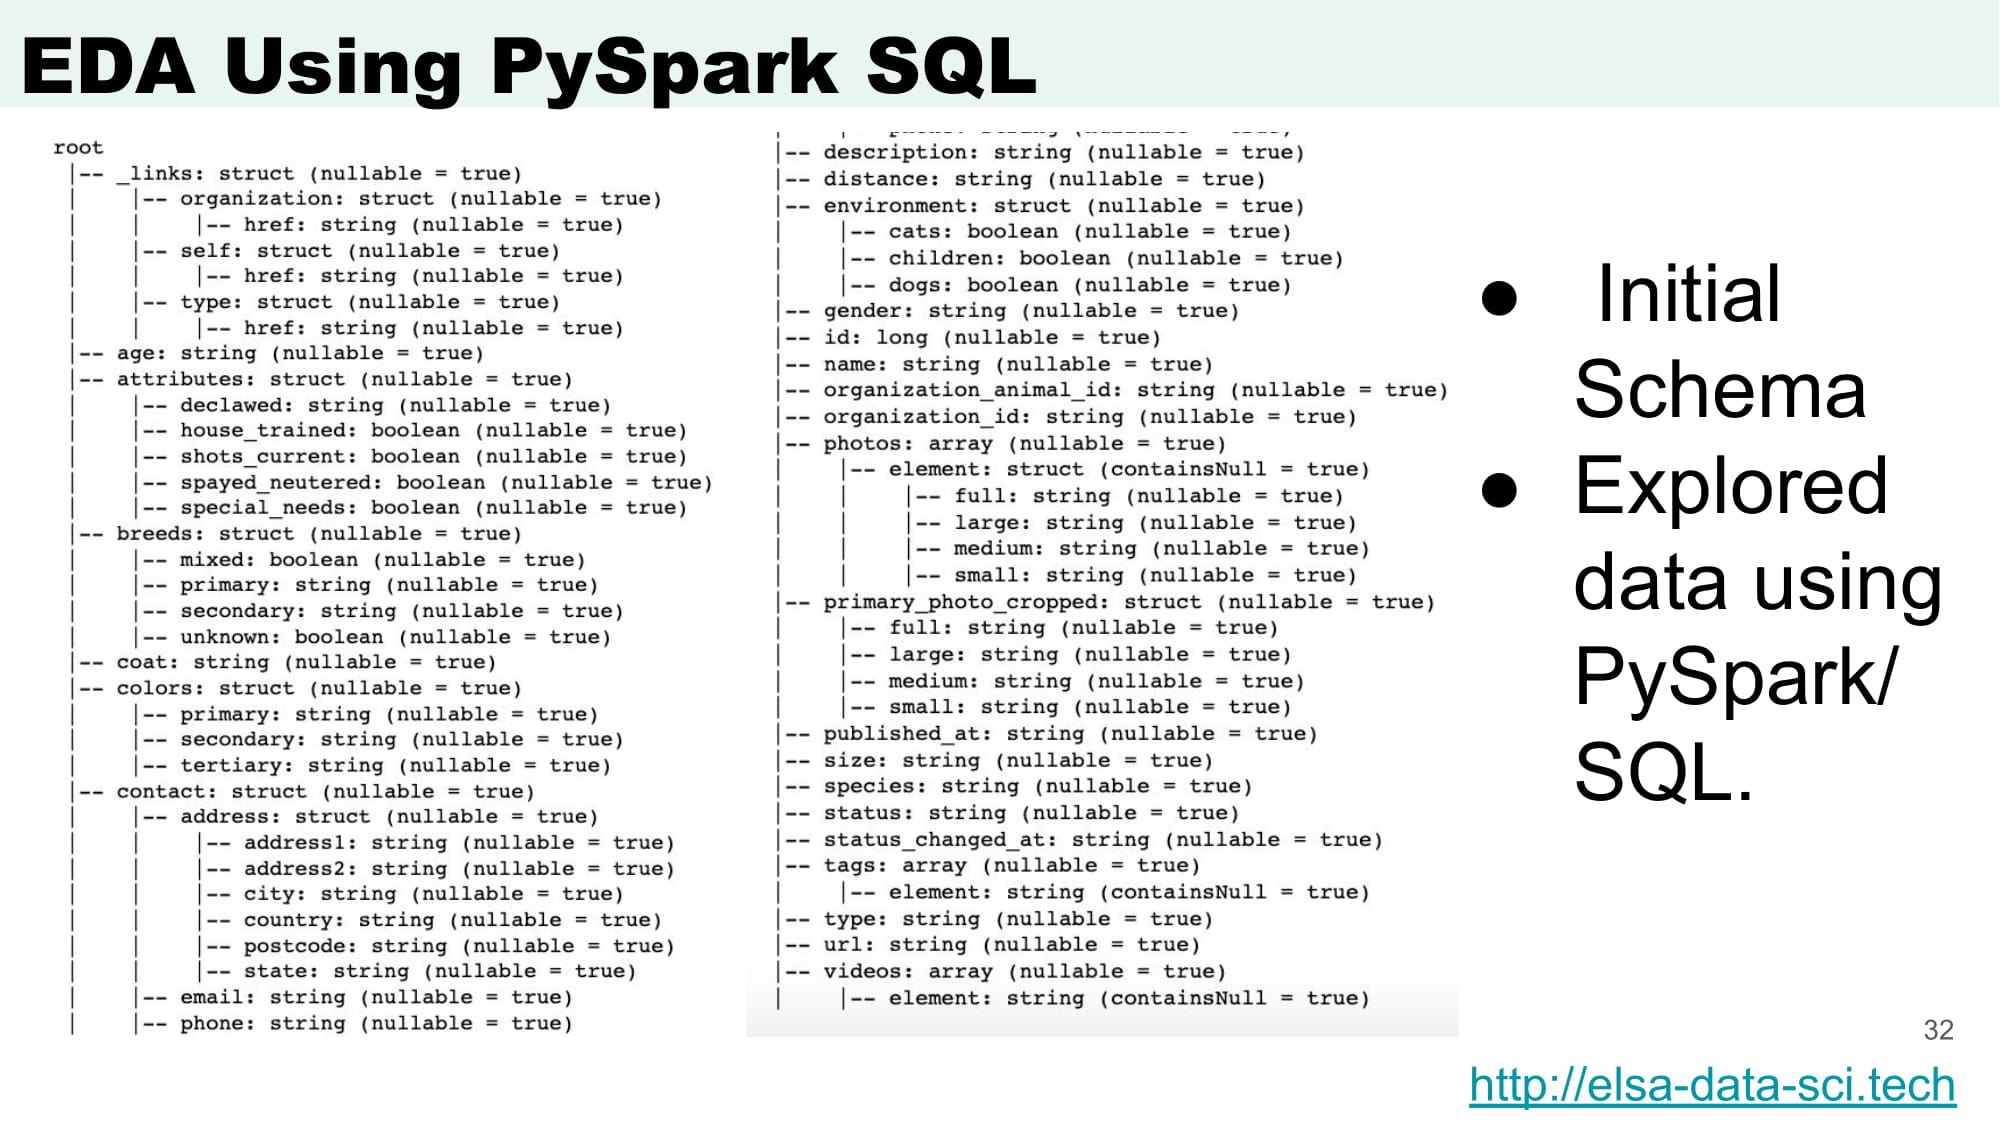 EDA Using PySpark SQL
root
|-- _links: struct (nullable = true)
|    |-- organization: struct (nullable = true)
|    |    |-- href: string (nullable = true)
|    |-- self: struct (nullable = true)
|    |    |-- href: string (nullable = true)
|    |-- type: struct (nullable = true)
|    |    |-- href: string (nullable = true)
|-- age: string (nullable = true)
|-- attributes: struct (nullable = true)
|    |-- declawed: string (nullable = true)
|    |-- house_trained: boolean (nullable = true)
|    |-- shots_current: boolean (nullable = true)
|    |-- spayed_neutered: boolean (nullable = true)
|    |-- special_needs: boolean (nullable = true)
|-- breeds: struct (nullable = true)
|    |-- mixed: boolean (nullable = true)
|    |-- primary: string (nullable = true)
|    |-- secondary: string (nullable = true)
|    |-- unknown: boolean (nullable = true)
|-- coat: string (nullable = true)
|-- colors: struct (nullable = true)
|    |-- primary: string (nullable = true)
|    |-- secondary: string (nullable = true)
|    |-- tertiary: string (nullable = true)
|-- contact: struct (nullable = true)
|    |-- address: struct (nullable = true)
|    |    |-- address1: string (nullable = true)
|    |    |-- address2: string (nullable = true)
|    |    |-- city: string (nullable = true)
|    |    |-- country: string (nullable = true)
|    |    |-- postcode: string (nullable = true)
|    |    |-- state: string (nullable = true)
|    |-- email: string (nullable = true)
|    |-- phone: string (nullable = true)
|-- description: string (nullable = true)
|-- distance: string (nullable = true)
|-- environment: struct (nullable = true)
|    |-- cats: boolean (nullable = true)
|    |-- children: boolean (nullable = true)
|    |-- dogs: boolean (nullable = true)
|-- gender: string (nullable = true)
|-- id: long (nullable = true)
|-- name: string (nullable = true)
|-- organization_animal_id: string (nullable = true)
|-- organization_id: string (nullable = true)
|-- photos: array (nullable = true)
|    |-- element: struct (containsNull = true)
|    |    |-- full: string (nullable = true)
|    |    |-- large: string (nullable = true)
|    |    |-- medium: string (nullable = true)
|    |    |-- small: string (nullable = true)
|-- primary_photo_cropped: struct (nullable = true)
|    |-- full: string (nullable = true)
|    |-- large: string (nullable = true)
|    |-- medium: string (nullable = true)
|    |-- small: string (nullable = true)
|-- published_at: string (nullable = true)
|-- size: string (nullable = true)
|-- species: string (nullable = true)
|-- status: string (nullable = true)
|-- status_changed_at: string (nullable = true)
|-- tags: array (nullable = true)
|    |-- element: string (containsNull = true)
|-- type: string (nullable = true)
|-- url: string (nullable = true)
|-- videos: array (nullable = true)
|    |-- element: string (containsNull = true)
● Initial
Schema
● Explored
data using
PySpark/
SQL.
32
http://elsa-data-sci.tech